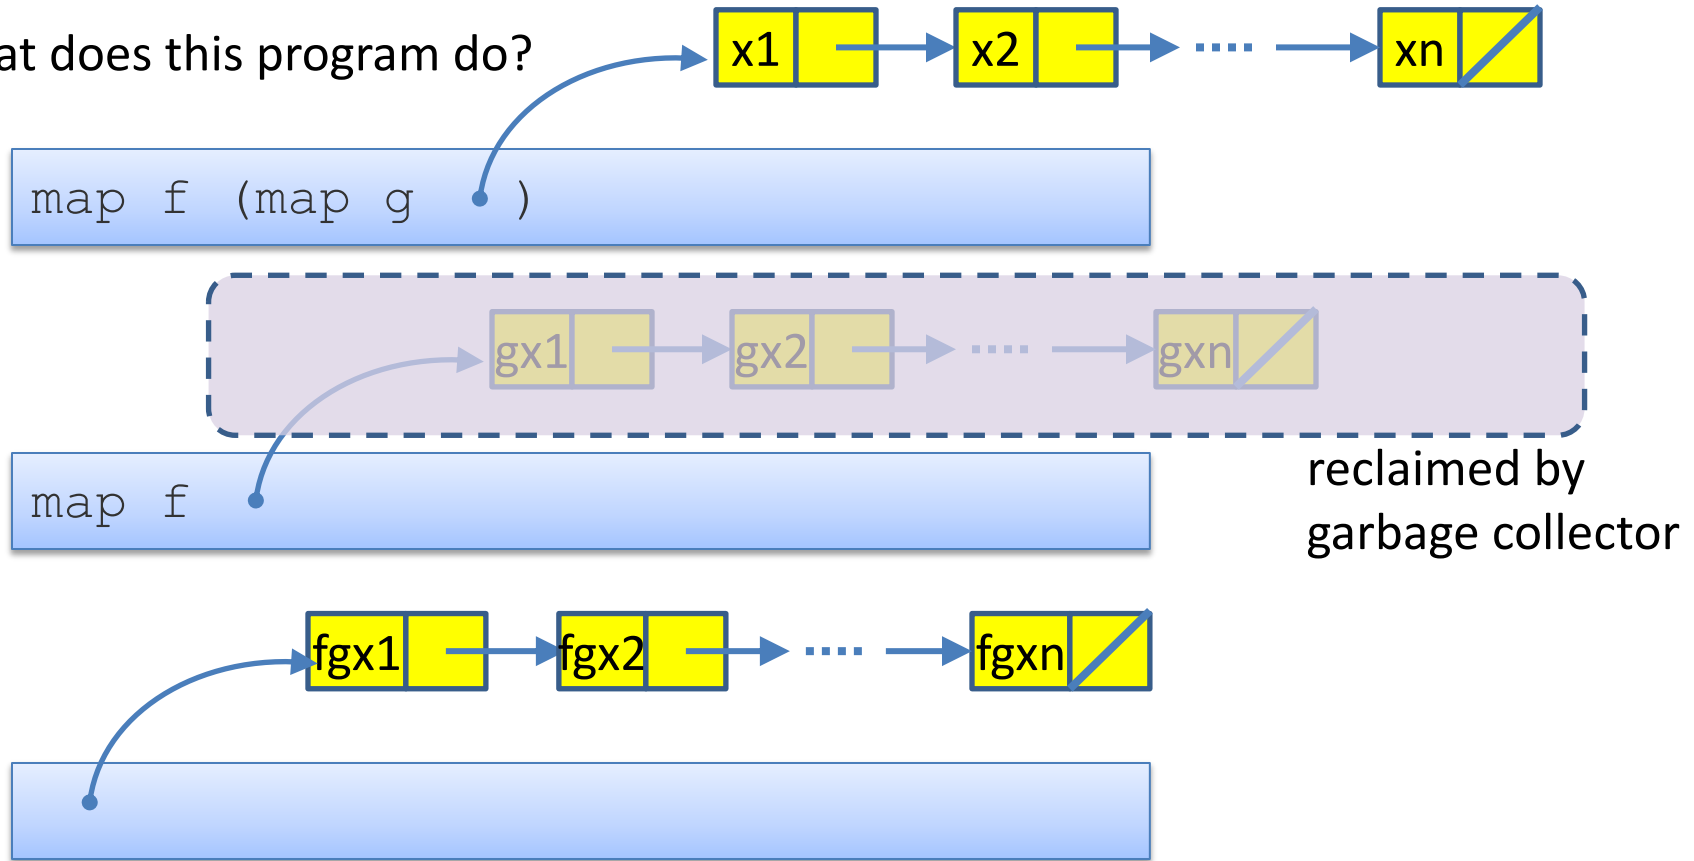 at does this program do?
x1 x2 xn
map f (map g )
gx1 gx2 gxn
map f
reclaimed by
garbage collector
fgx1 fgx2 fgxn